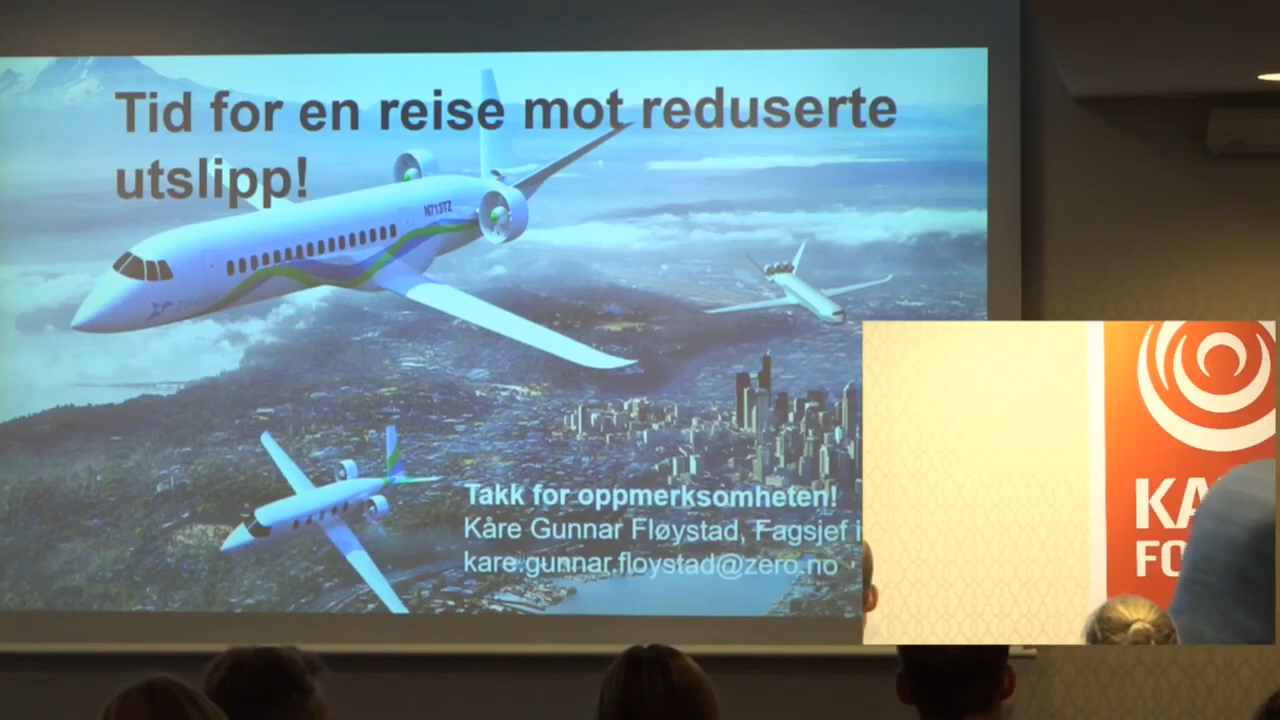 Tid for en reise mot reduserte
utslipp!
N713TZ
Takk for oppmerksomheten!
Kåre Gunnar Fløystad, Fagsjef i
kare.gunnar.floystad@zero.no
KA
FO